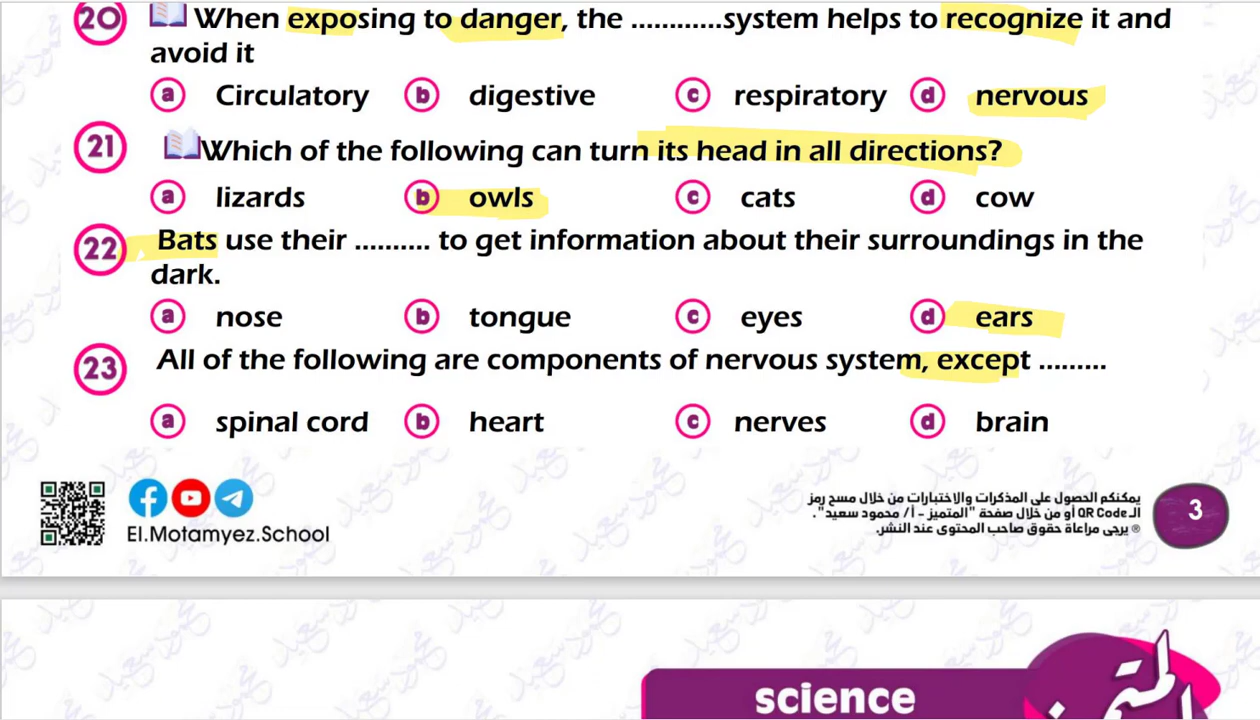 20 When exposing to danger, the ............system helps to recognize it and
avoid it
a Circulatory b digestive c respiratory d nervous
21 Which of the following can turn its head in all directions?
a lizards b owls c cats d cow
22 Bats use their .......... to get information about their surroundings in the
dark.
a nose b tongue c eyes d ears
23 All of the following are components of nervous system, except .........
a spinal cord b heart c nerves d brain
El.Motamyez.School
يمكنكم الحصول على المذكرات والاختبارات من خلال مسح رمز
الـ QR Code أو من خلال صفحة "المتميز - أ/ محمود سعيد".
® يرجى مراعاة حقوق صاحب المحتوى عند النشر.
3
science